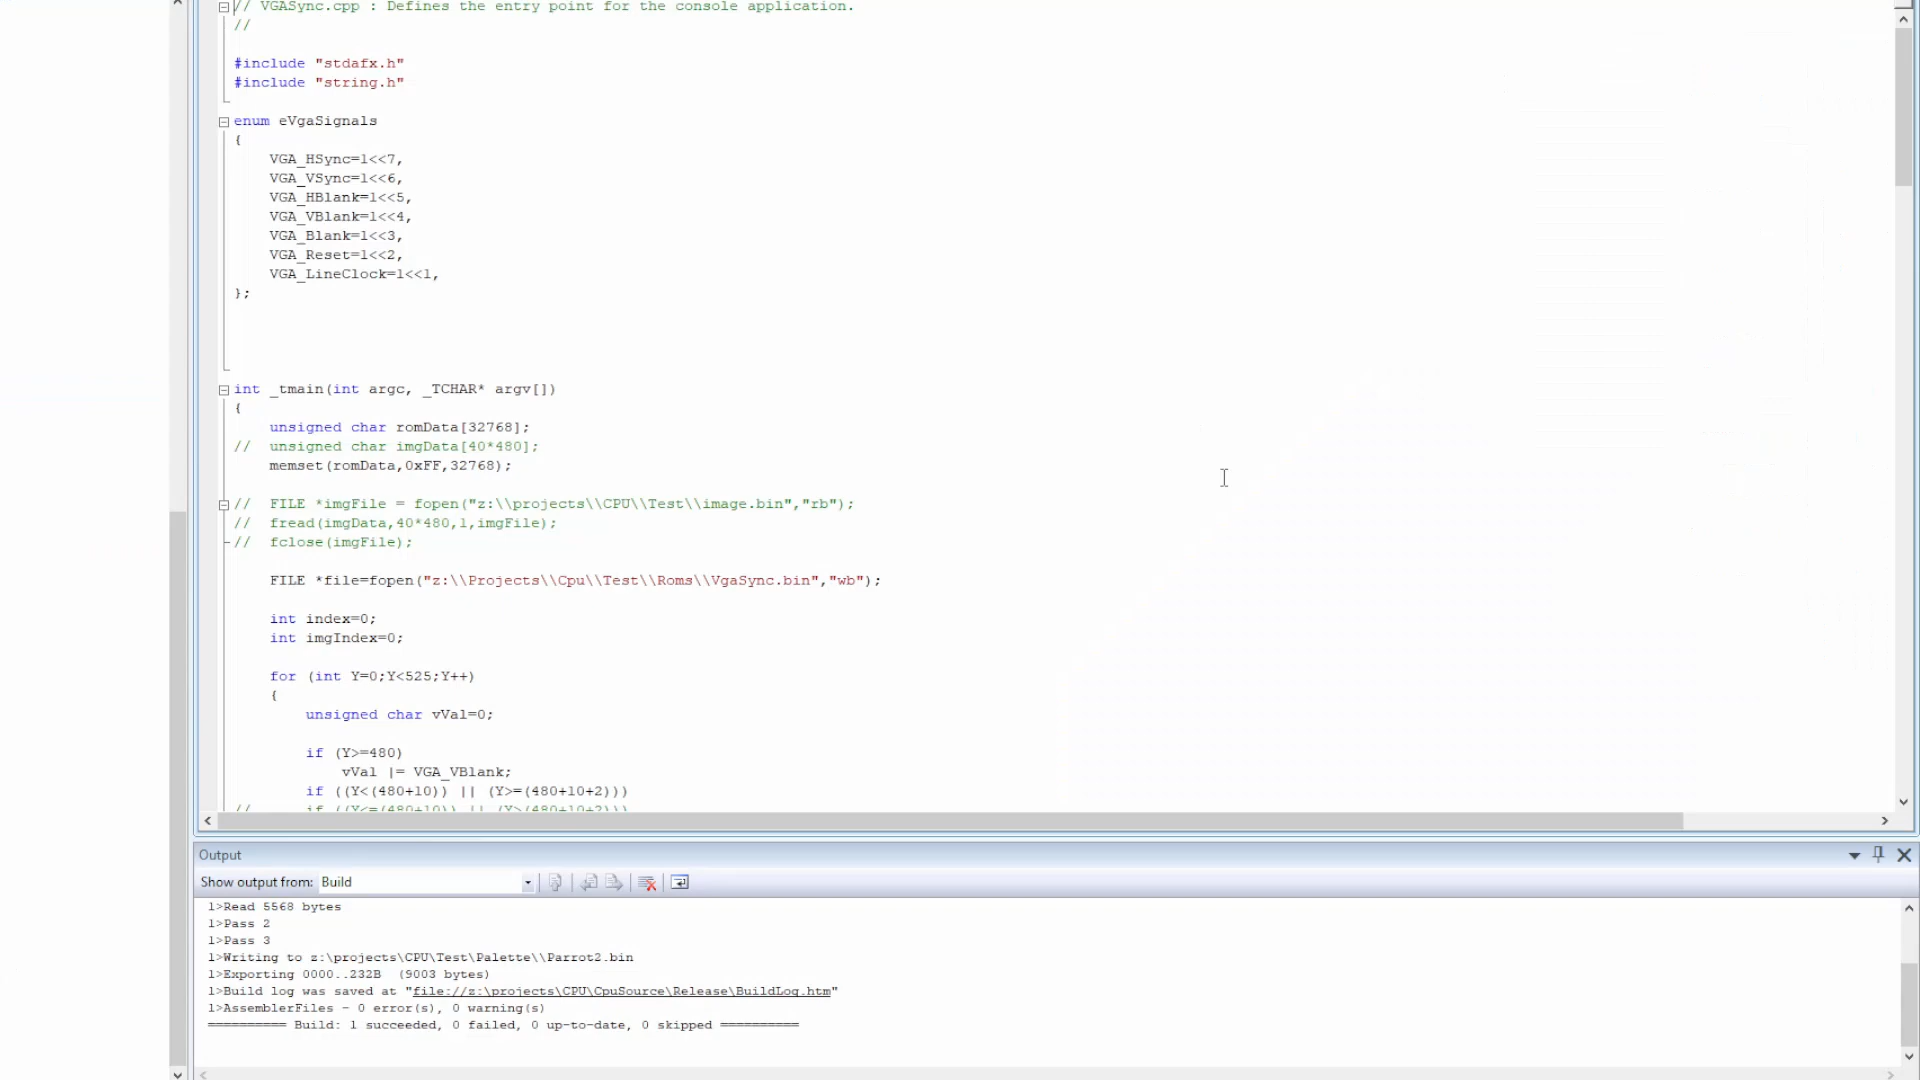 // VGASync.cpp : Defines the entry point for the console application.
//
#include "stdafx.h"
#include "string.h"
enum eVgaSignals
{
VGA_HSync=1<<7,
VGA_VSync=1<<6,
VGA_HBlank=1<<5,
VGA_VBlank=1<<4,
VGA_Blank=1<<3,
VGA_Reset=1<<2,
VGA_LineClock=1<<1,
};
int _tmain(int argc, _TCHAR* argv[])
{
unsigned char romData[32768];
// unsigned char imgData[40*480];
memset(romData,0xFF,32768);
// FILE *imgFile = fopen("z:\\projects\\CPU\\Test\\image.bin","rb");
// fread(imgData,40*480,1,imgFile);
// fclose(imgFile);
FILE *file=fopen("z:\\Projects\\Cpu\\Test\\Roms\\VgaSync.bin","wb");
int index=0;
int imgIndex=0;
for (int Y=0;Y<525;Y++)
{
unsigned char vVal=0;
if (Y>=480)
vVal |= VGA_VBlank;
if ((Y<(480+10)) || (Y>=(480+10+2)))
// if ((Y<=(480+10)) || (Y>(480+10+2)))
Output
Show output from: Build
1>Read 5568 bytes
1>Pass 2
1>Pass 3
1>Writing to z:\projects\CPU\Test\Palette\\Parrot2.bin
1>Exporting 0000..232B (9003 bytes)
1>Build log was saved at "file://z:\projects\CPU\CpuSource\Release\BuildLog.htm"
1>AssemblerFiles - 0 error(s), 0 warning(s)
========== Build: 1 succeeded, 0 failed, 0 up-to-date, 0 skipped ==========